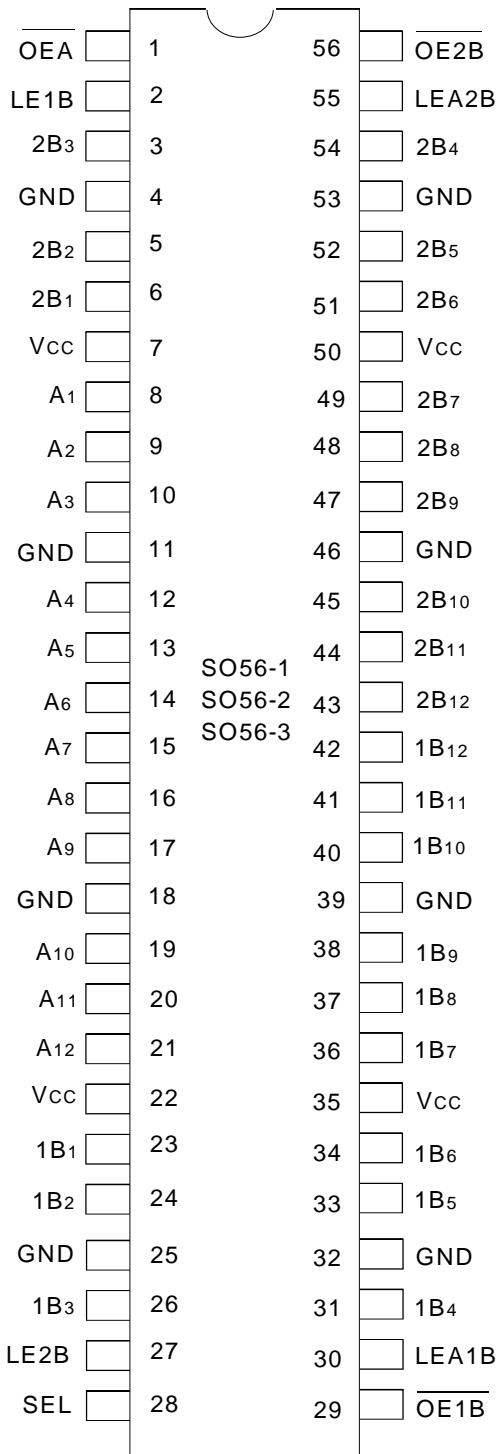 O̅E̅A̅ 1 56 O̅E̅2̅B̅
LE1B 2 55 LEA2B
2B3 3 54 2B4
GND 4 53 GND
2B2 5 52 2B5
2B1 6 51 2B6
VCC 7 50 VCC
A1 8 49 2B7
A2 9 48 2B8
A3 10 47 2B9
GND 11 46 GND
A4 12 45 2B10
A5 13 44 2B11
SO56-1
A6 14 43 2B12
SO56-2
SO56-3
A7 15 42 1B12
A8 16 41 1B11
A9 17 40 1B10
GND 18 39 GND
A10 19 38 1B9
A11 20 37 1B8
A12 21 36 1B7
VCC 22 35 VCC
1B1 23 34 1B6
1B2 24 33 1B5
GND 25 32 GND
1B3 26 31 1B4
LE2B 27 30 LEA1B
SEL 28 29 O̅E̅1̅B̅